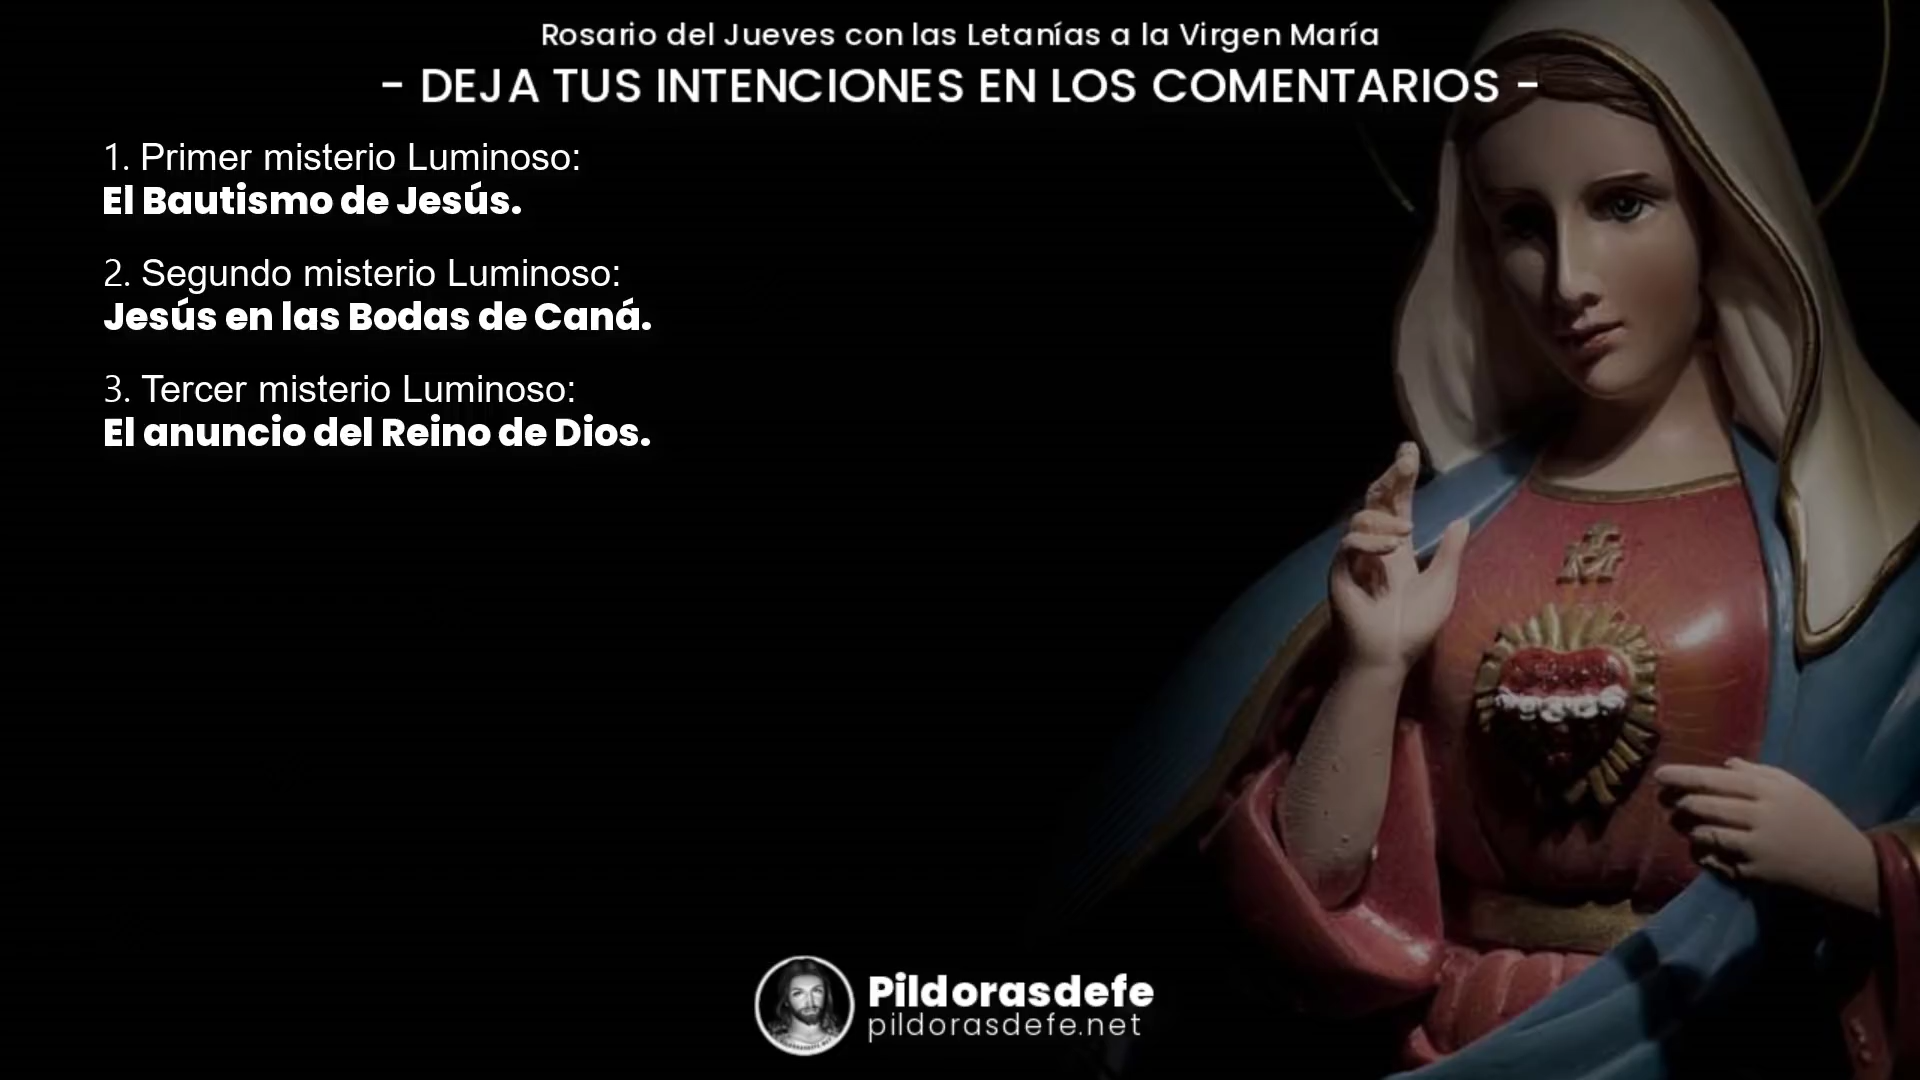 Rosario del Jueves con las Letanías a la Virgen María
- DEJA TUS INTENCIONES EN LOS COMENTARIOS -
1. Primer misterio Luminoso:
El Bautismo de Jesús.
2. Segundo misterio Luminoso:
Jesús en las Bodas de Caná.
3. Tercer misterio Luminoso:
El anuncio del Reino de Dios.
Pildorasdefe
pildorasdefe.net